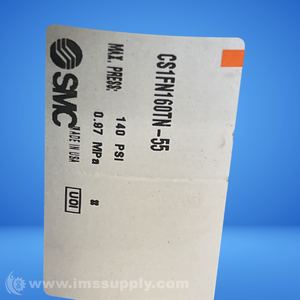 CS1FN160TN-55
MAX. PRESS: 140 PSI
0.97 MPa
SMC
MADE IN USA
UOI
www.imssupply.com